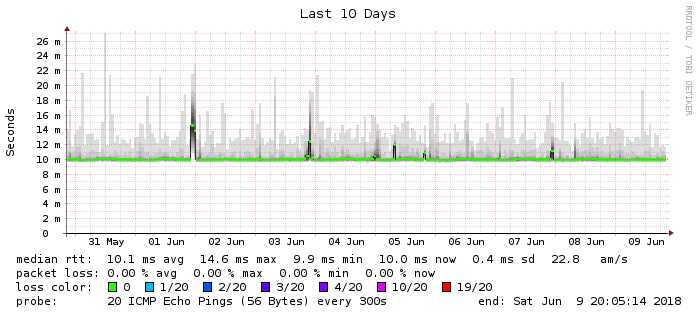 Last 10 Days
RRDTOOL / TOBI OETIKER
Seconds
26 m
24 m
22 m
20 m
18 m
16 m
14 m
12 m
10 m
8 m
6 m
4 m
2 m
0
31 May 01 Jun 02 Jun 03 Jun 04 Jun 05 Jun 06 Jun 07 Jun 08 Jun 09 Jun
median rtt: 10.1 ms avg 14.6 ms max 9.9 ms min 10.0 ms now 0.4 ms sd 22.8 am/s
packet loss: 0.00 % avg 0.00 % max 0.00 % min 0.00 % now
loss color: 0 1/20 2/20 3/20 4/20 10/20 19/20
probe: 20 ICMP Echo Pings (56 Bytes) every 300s end: Sat Jun 9 20:05:14 2018